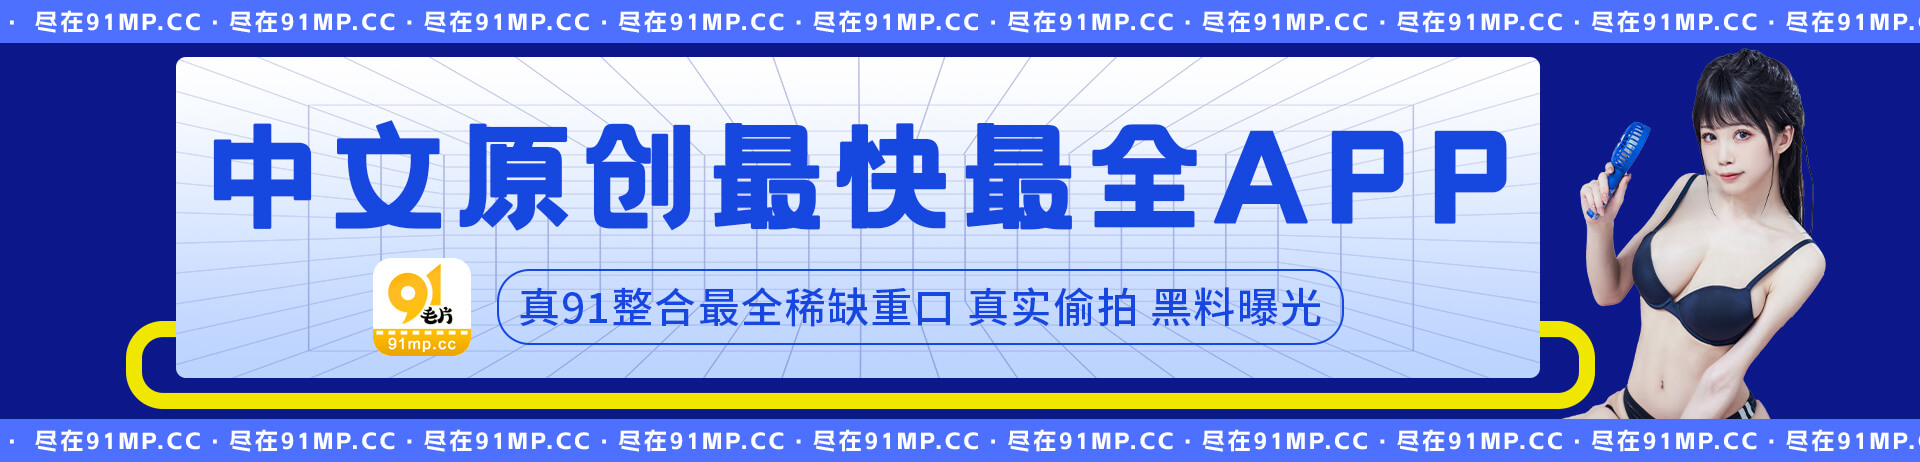 · 尽在91MP.CC · 尽在91MP.CC · 尽在91MP.CC · 尽在91MP.CC · 尽在91MP.CC · 尽在91MP.CC · 尽在91MP.CC · 尽在91MP.CC · 尽在91MP.CC · 尽在91MP.
中文原创最快最全APP
91毛片
91mp.cc
真91整合最全稀缺重口 真实偷拍 黑料曝光
· 尽在91MP.CC · 尽在91MP.CC · 尽在91MP.CC · 尽在91MP.CC · 尽在91MP.CC · 尽在91MP.CC · 尽在91MP.CC · 尽在91MP.CC · 尽在91MP.CC · 尽在91MP.